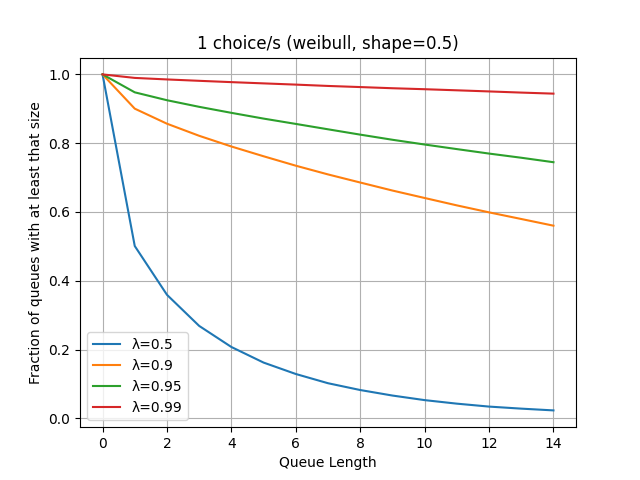 1 choice/s (weibull, shape=0.5)
Fraction of queues with at least that size
1.0
0.8
0.6
0.4
0.2
0.0
λ=0.5
λ=0.9
λ=0.95
λ=0.99
0 2 4 6 8 10 12 14
Queue Length